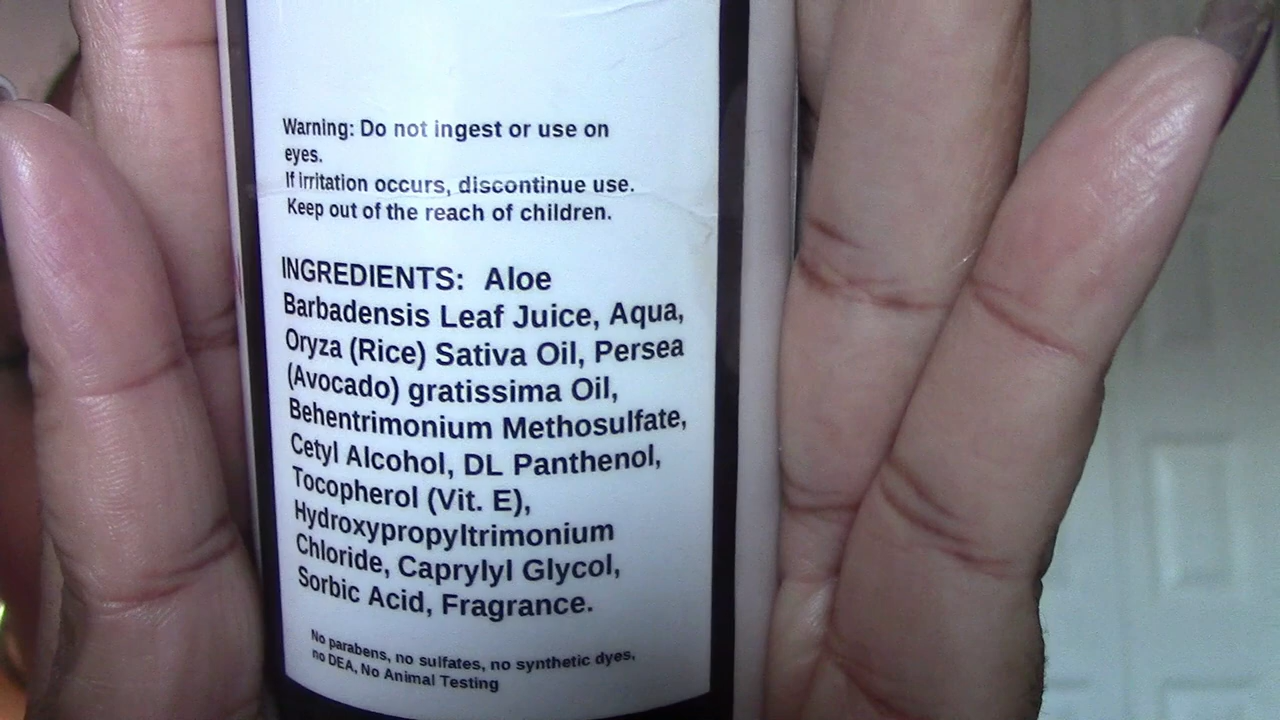 Warning: Do not ingest or use on
eyes.
If irritation occurs, discontinue use.
Keep out of the reach of children.
INGREDIENTS: Aloe
Barbadensis Leaf Juice, Aqua,
Oryza (Rice) Sativa Oil, Persea
(Avocado) gratissima Oil,
Behentrimonium Methosulfate,
Cetyl Alcohol, DL Panthenol,
Tocopherol (Vit. E),
Hydroxypropyltrimonium
Chloride, Caprylyl Glycol,
Sorbic Acid, Fragrance.
No parabens, no sulfates, no synthetic dyes,
no DEA, No Animal Testing